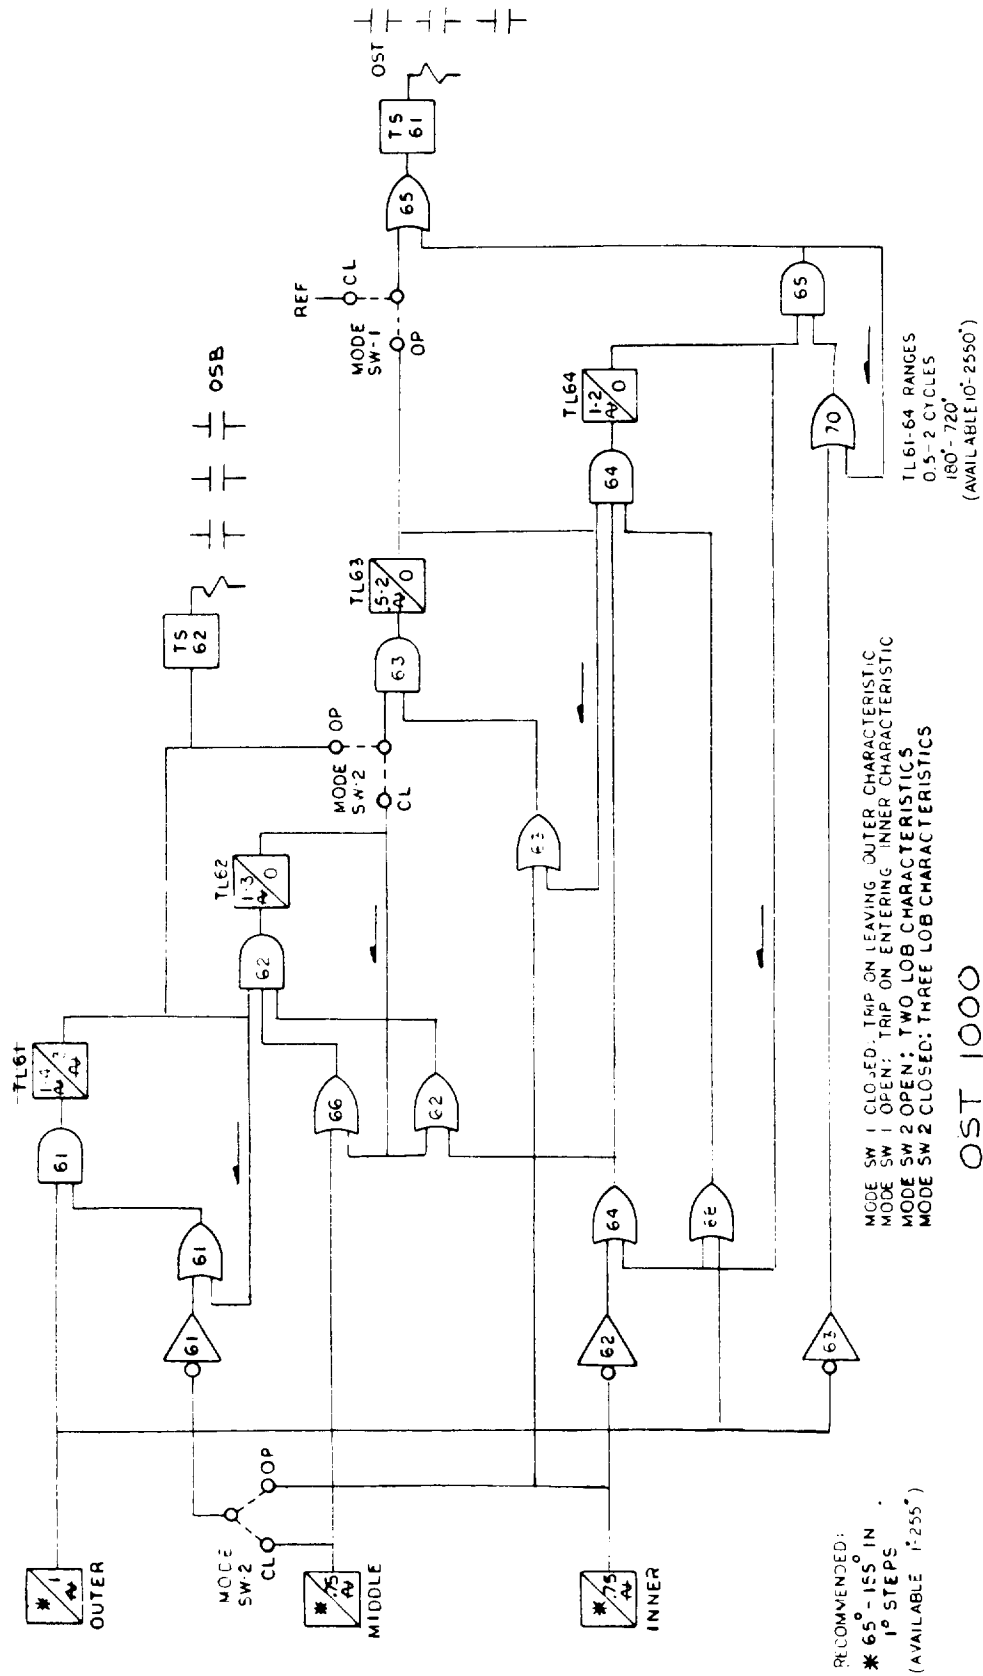 * 1
OUTER
MODE
SW-2
CL
OP
* .75
MIDDLE
* .75
INNER
61
61
61
TL61
TS
62
OSB
66
62
62
TL62
1-3
0
MODE
SW-2
OP
CL
63
63
TL63
.5-2
0
MODE
SW-1
OP
REF
CL
65
TS
61
OST
62
64
66
64
TL64
1-2
0
63
70
65
TL61-64 RANGES
0.5-2 CYCLES
180°-720°
(AVAILABLE 10°-2550°)
MODE SW 1 CLOSED: TRIP ON LEAVING OUTER CHARACTERISTIC
MODE SW 1 OPEN: TRIP ON ENTERING INNER CHARACTERISTIC
MODE SW 2 OPEN: TWO LOB CHARACTERISTICS
MODE SW 2 CLOSED: THREE LOB CHARACTERISTICS
OST 1000
RECOMMENDED:
* 65°-155° IN
1° STEPS
(AVAILABLE 1°-255°)